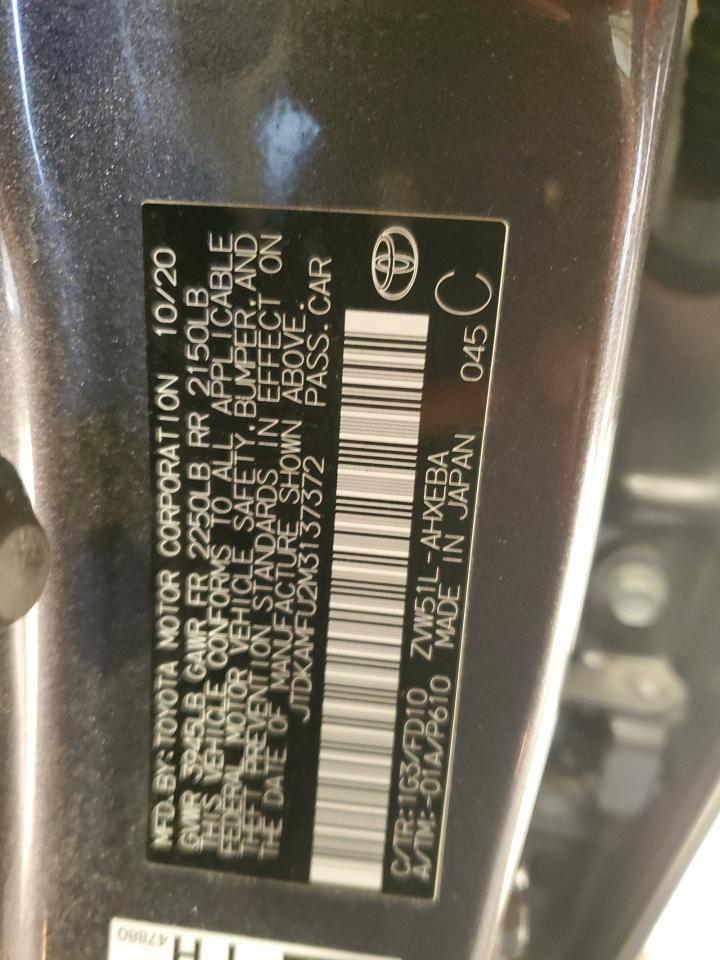 MFD.BY: TOYOTA MOTOR CORPORATION 10/20
GVWR 3945LB GAWR FR 2250LB RR 2150LB
THIS VEHICLE CONFORMS TO ALL APPLICABLE
FEDERAL MOTOR VEHICLE SAFETY,BUMPER,AND
THEFT PREVENTION STANDARDS IN EFFECT ON
THE DATE OF MANUFACTURE SHOWN ABOVE.
JTDKAMFU2M3137372 PASS.CAR
C/TR:1G3/FD10 ZVW51L-AHXEBA
A/TM:-01A/P610 MADE IN JAPAN 045 C
47880